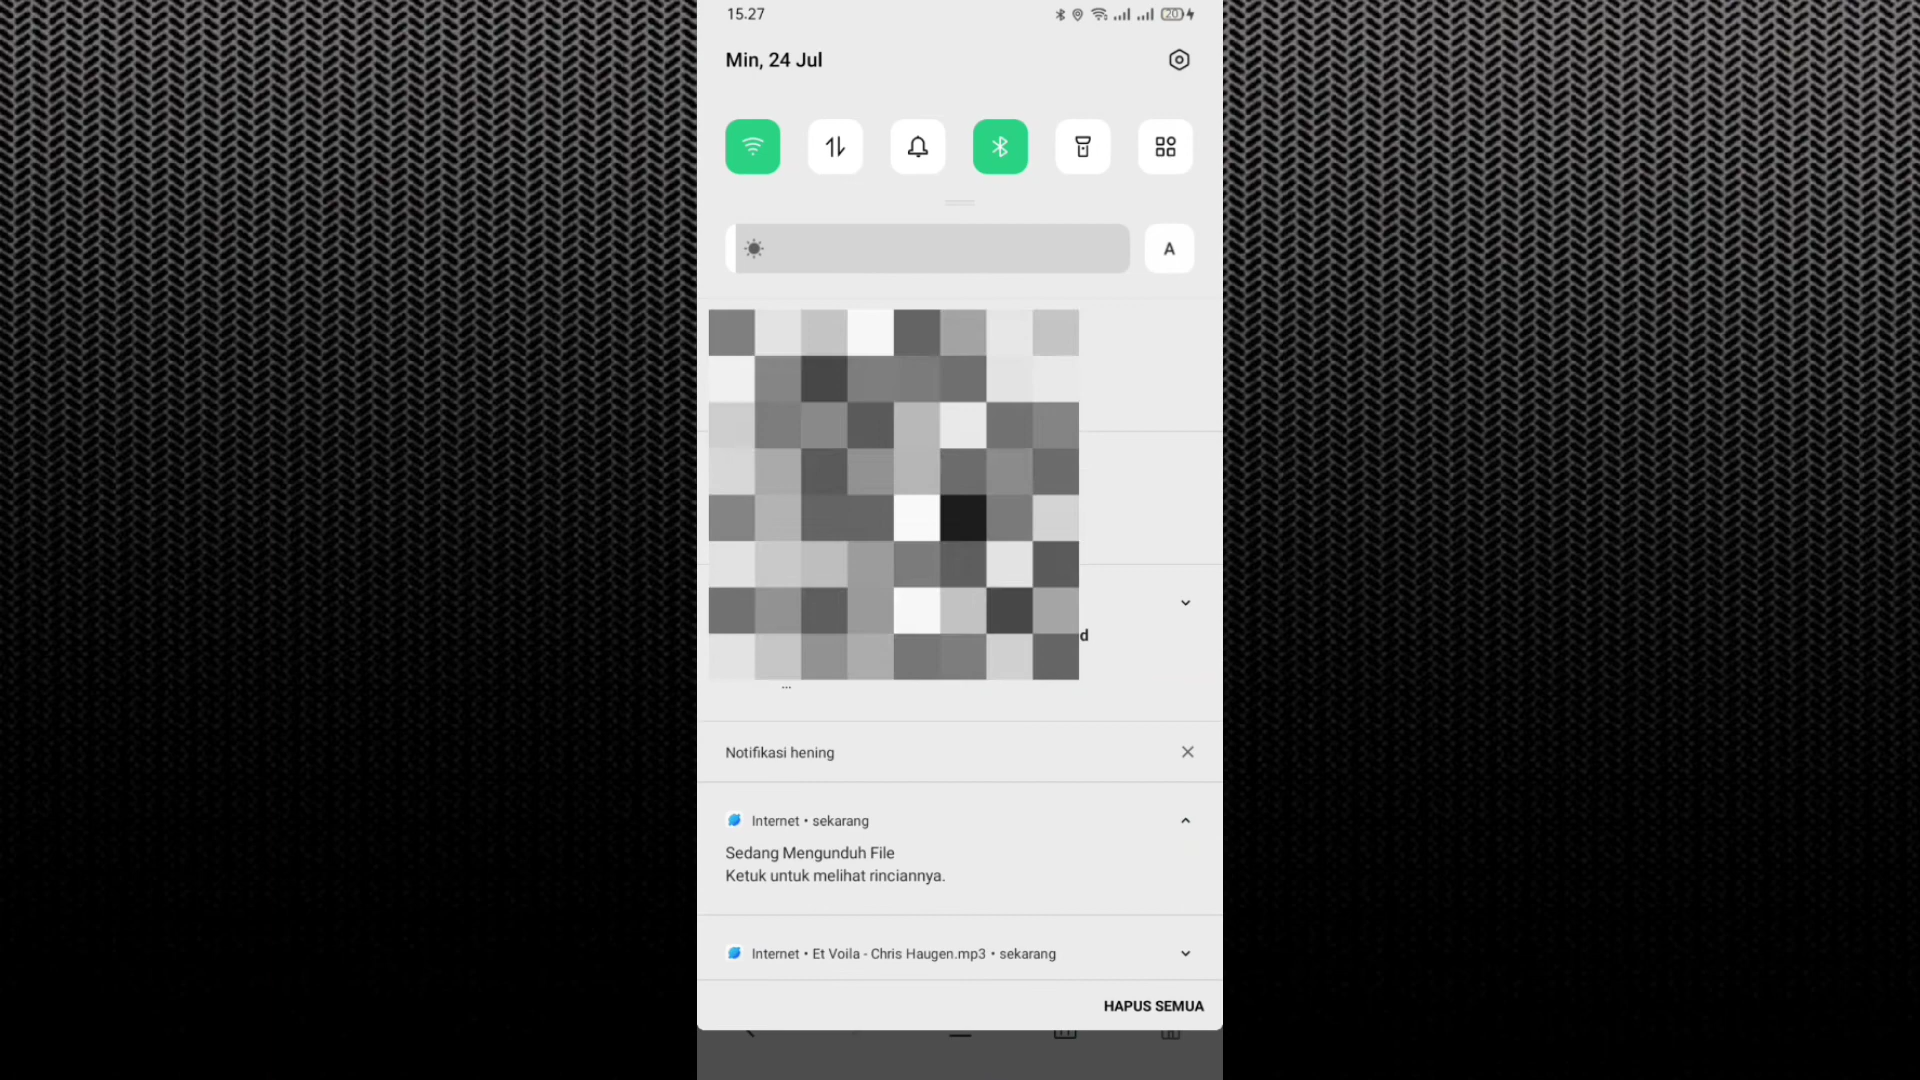 15.27
20
Min, 24 Jul
A
d
...
Notifikasi hening
Internet • sekarang
Sedang Mengunduh File
Ketuk untuk melihat rinciannya.
Internet • Et Voila - Chris Haugen.mp3 • sekarang
HAPUS SEMUA